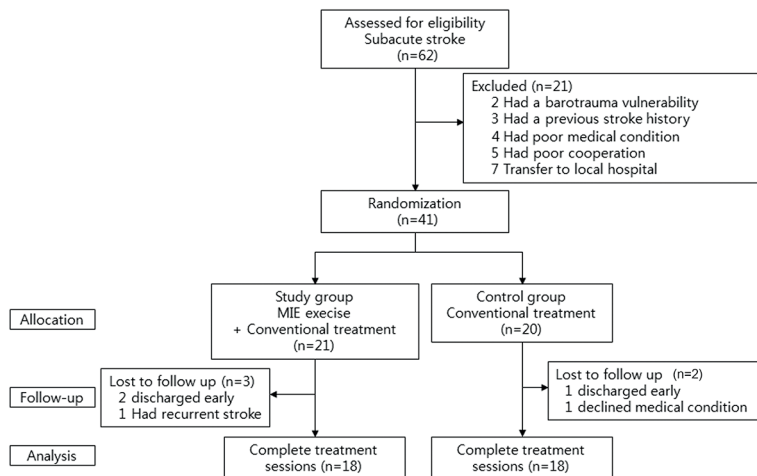 Assessed for eligibility
Subacute stroke
(n=62)
Excluded (n=21)
2 Had a barotrauma vulnerability
3 Had a previous stroke history
4 Had poor medical condition
5 Had poor cooperation
7 Transfer to local hospital
Randomization
(n=41)
Allocation
Study group
MIE execise
+ Conventional treatment
(n=21)
Control group
Conventional treatment
(n=20)
Follow-up
Lost to follow up (n=3)
2 discharged early
1 Had recurrent stroke
Lost to follow up (n=2)
1 discharged early
1 declined medical condition
Analysis
Complete treatment
sessions (n=18)
Complete treatment
sessions (n=18)